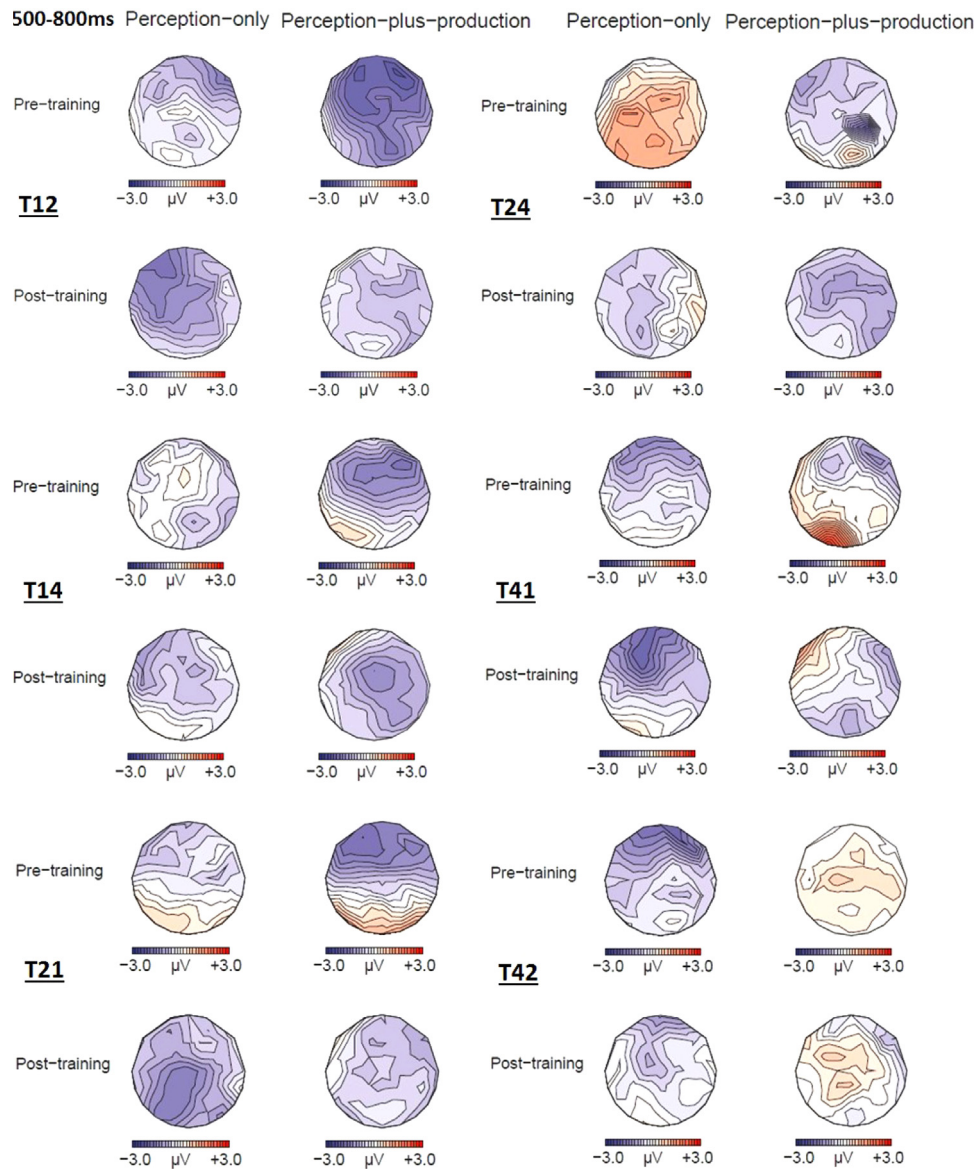 500-800ms Perception-only Perception-plus-production Perception-only Perception-plus-production
Pre-training Pre-training
-3.0 μV +3.0 -3.0 μV +3.0 -3.0 μV +3.0 -3.0 μV +3.0
T12 T24
Post-training Post-training
-3.0 μV +3.0 -3.0 μV +3.0 -3.0 μV +3.0 -3.0 μV +3.0
Pre-training Pre-training
-3.0 μV +3.0 -3.0 μV +3.0 -3.0 μV +3.0 -3.0 μV +3.0
T14 T41
Post-training Post-training
-3.0 μV +3.0 -3.0 μV +3.0 -3.0 μV +3.0 -3.0 μV +3.0
Pre-training Pre-training
-3.0 μV +3.0 -3.0 μV +3.0 -3.0 μV +3.0 -3.0 μV +3.0
T21 T42
Post-training Post-training
-3.0 μV +3.0 -3.0 μV +3.0 -3.0 μV +3.0 -3.0 μV +3.0